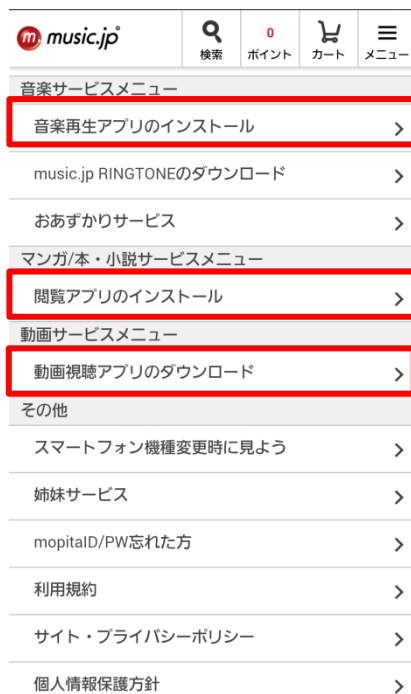 music.jp
検索
0
ポイント
カート
メニュー
音楽サービスメニュー
音楽再生アプリのインストール
music.jp RINGTONEのダウンロード
おあずかりサービス
マンガ/本・小説サービスメニュー
閲覧アプリのインストール
動画サービスメニュー
動画視聴アプリのダウンロード
その他
スマートフォン機種変更時に見よう
姉妹サービス
mopitaID/PW忘れた方
利用規約
サイト・プライバシーポリシー
個人情報保護方針